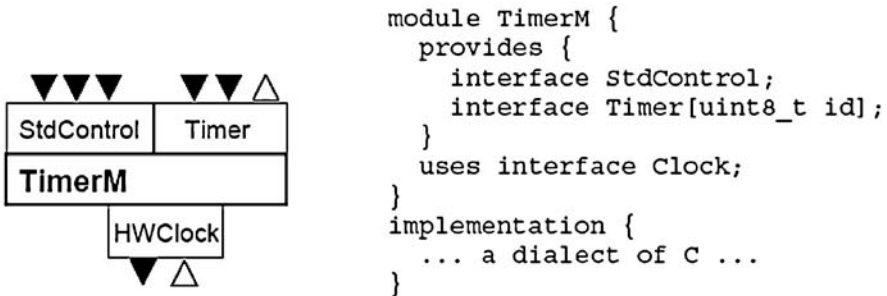 StdControl Timer
TimerM
HWClock
module TimerM {
  provides {
    interface StdControl;
    interface Timer[uint8_t id];
  }
  uses interface Clock;
}
implementation {
  ... a dialect of C ...
}